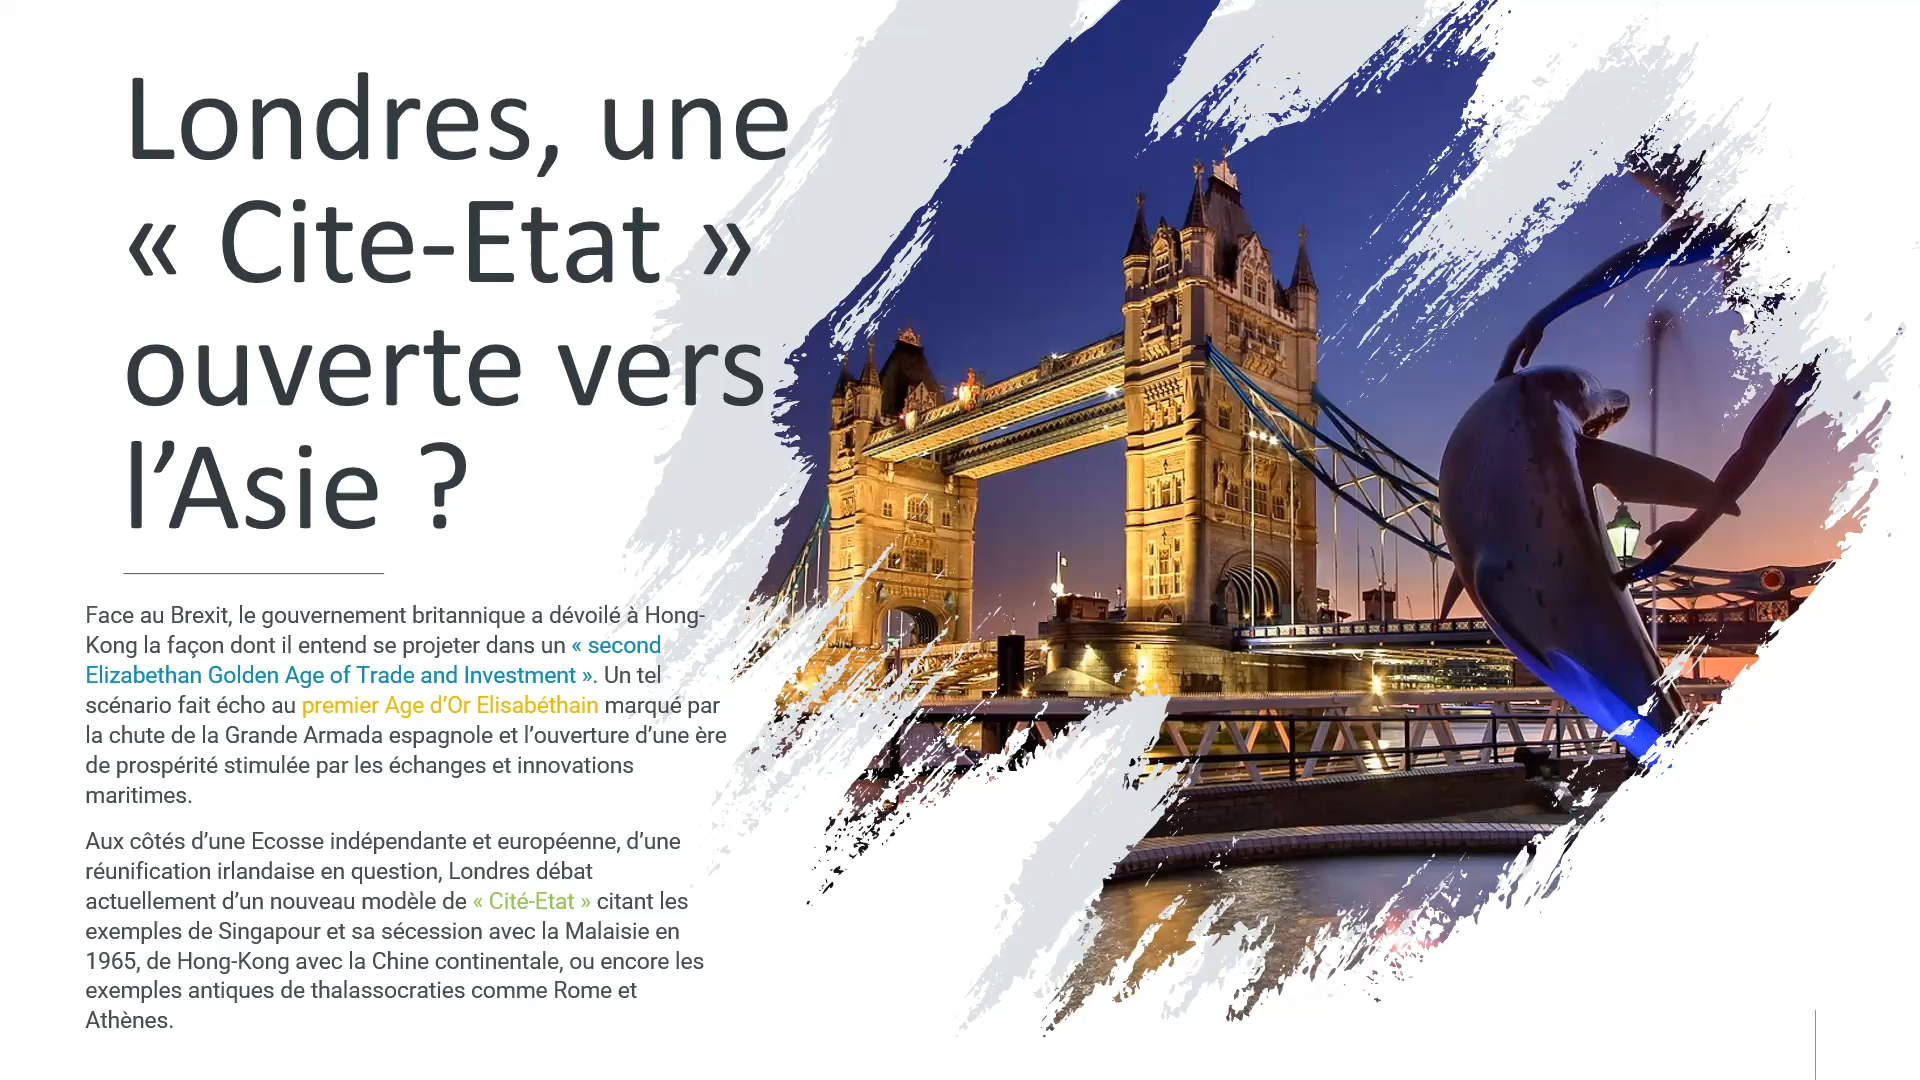 Londres, une
« Cite-Etat »
ouverte vers
l’Asie ?
Face au Brexit, le gouvernement britannique a dévoilé à Hong-
Kong la façon dont il entend se projeter dans un « second
Elizabethan Golden Age of Trade and Investment ». Un tel
scénario fait écho au premier Age d’Or Elisabéthain marqué par
la chute de la Grande Armada espagnole et l’ouverture d’une ère
de prospérité stimulée par les échanges et innovations
maritimes.
Aux côtés d’une Ecosse indépendante et européenne, d’une
réunification irlandaise en question, Londres débat
actuellement d’un nouveau modèle de « Cité-Etat » citant les
exemples de Singapour et sa sécession avec la Malaisie en
1965, de Hong-Kong avec la Chine continentale, ou encore les
exemples antiques de thalassocraties comme Rome et
Athènes.